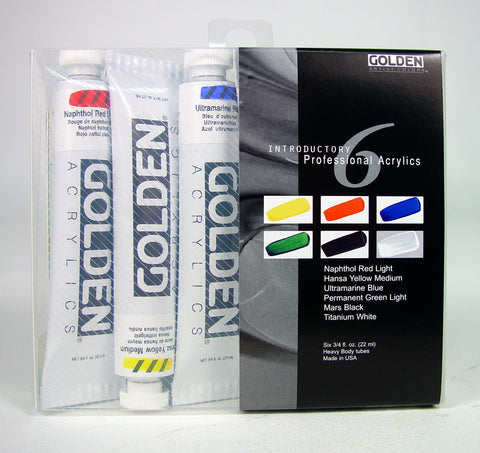 GOLDEN
ARTIST COLORS
INTRODUCTORY
6
Professional Acrylics
Naphthol Red Light
Hansa Yellow Medium
Ultramarine Blue
Permanent Green Light
Mars Black
Titanium White
Six 3/4 fl. oz. (22 ml)
Heavy Body tubes
Made in USA
Naphthol Red Light
GOLDEN
ACRYLICS
GOLDEN
Yellow Medium
Ultramarine
GOLDEN
ACRYLICS